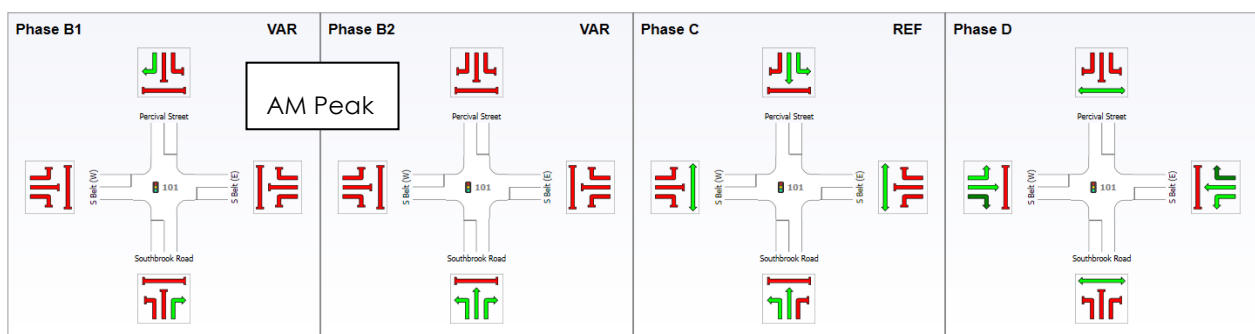 Phase B1 VAR
AM Peak
Percival Street
S Belt (W)
101
S Belt (E)
Southbrook Road
Phase B2 VAR
Percival Street
S Belt (W)
101
S Belt (E)
Southbrook Road
Phase C REF
Percival Street
S Belt (W)
101
S Belt (E)
Southbrook Road
Phase D
Percival Street
S Belt (W)
101
S Belt (E)
Southbrook Road